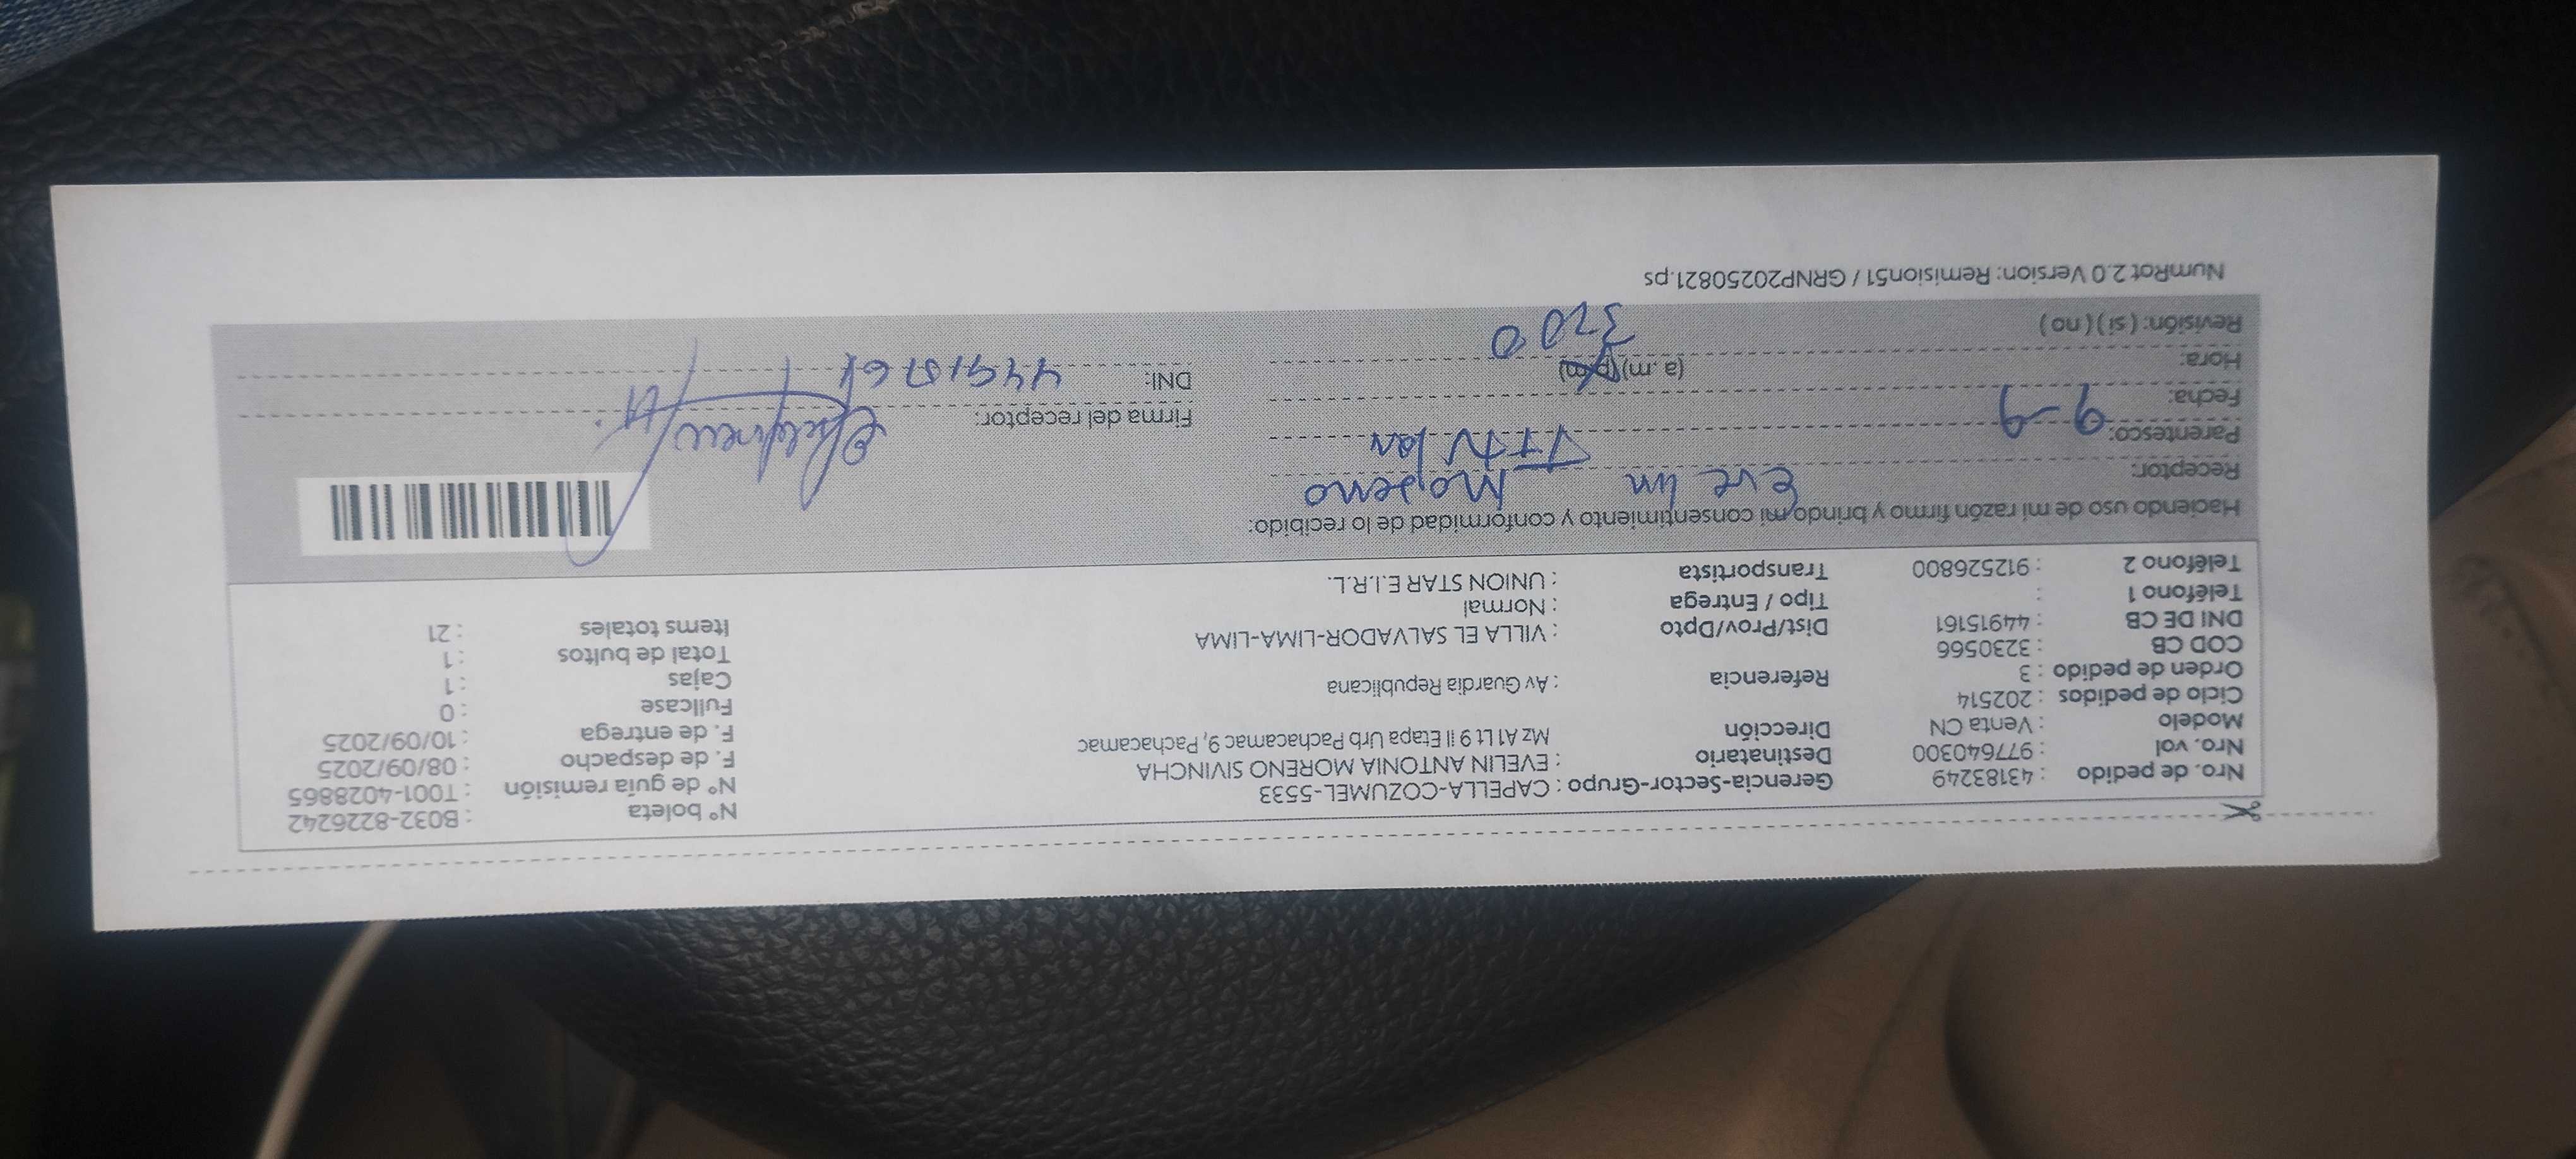 Nº boleta : B032-8226242
Nro. de pedido : 43183249 Gerencia-Sector-Grupo : CAPELLA-COZUMEL-5533 Nº de guía remisión : T001-4028865
Nro. vol : 977640300 Destinatario : EVELIN ANTONIA MORENO SIVINCHA F. de despacho : 08/09/2025
Modelo : Venta CN Dirección Mz A1 Lt 9 II Etapa Urb Pachacamac 9, Pachacamac F. de entrega : 10/09/2025
Ciclo de pedidos : 202514 Fullcase : 0
Orden de pedido : 3 Referencia : Av Guardia Republicana Cajas : 1
COD CB : 3230566 Total de bultos : 1
DNI DE CB : 44915161 Dist/Prov/Dpto : VILLA EL SALVADOR-LIMA-LIMA Items totales : 21
Teléfono 1 : Tipo / Entrega : Normal
Teléfono 2 : 912526800 Transportista : UNION STAR E.I.R.L.
Haciendo uso de mi razón firmo y brindo mi consentimiento y conformidad de lo recibido:
Receptor: Evelin Moreno
Parentesco:
Fecha: 9-9 Firma del receptor:
Hora: (a .m) (p.m) DNI:
Revisión: ( si ) ( no )
NumRot 2.0 Version: Remision51 / GRNP20250821.ps